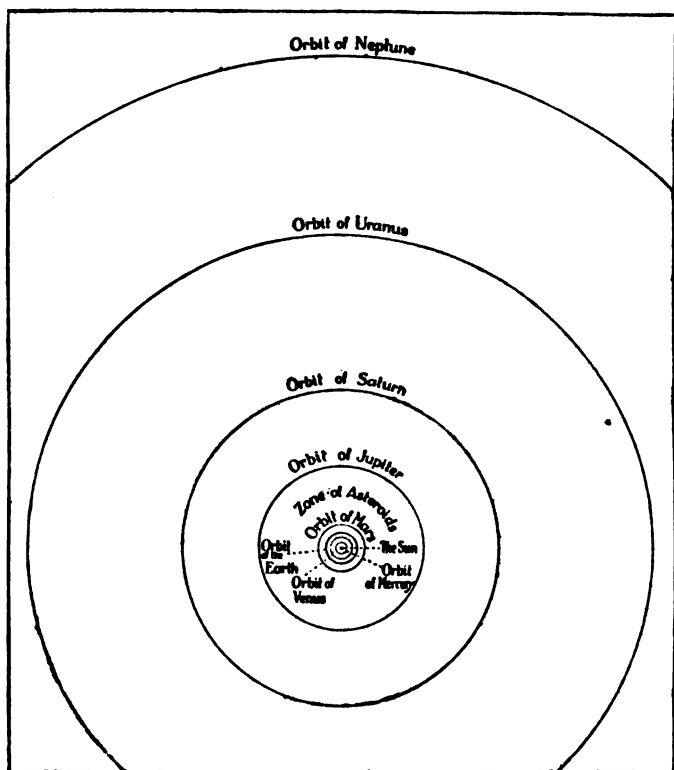 Orbit of Neptune
Orbit of Uranus
Orbit of Saturn
Orbit of Jupiter
Zone of Asteroids
Orbit of Mars
Orbit
of the
Earth
The Sun
Orbit
of Mercury
Orbit of
Venus